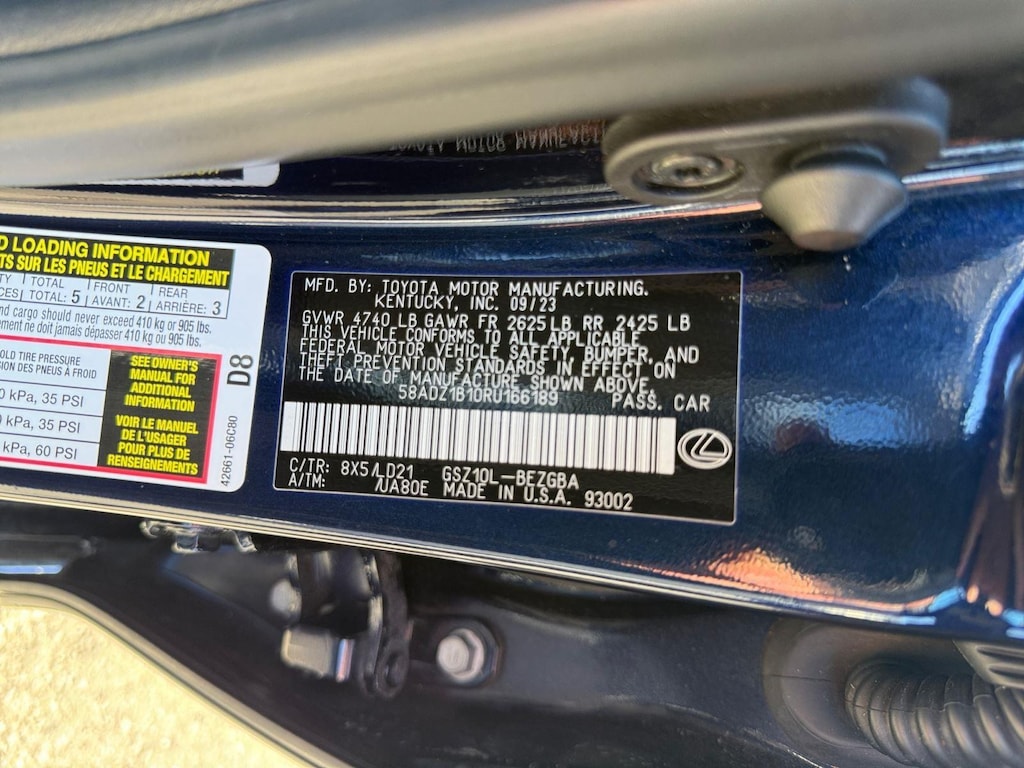 D LOADING INFORMATION
TS SUR LES PNEUS ET LE CHARGEMENT
TOTAL FRONT REAR
TOTAL: 5 AVANT: 2 ARRIÈRE: 3
nd cargo should never exceed 410 kg or 905 lbs.
ement ne doit jamais dépasser 410 kg ou 905 lbs.
OLD TIRE PRESSURE
SION DES PNEUS À FROID
0 kPa, 35 PSI
0 kPa, 35 PSI
kPa, 60 PSI
SEE OWNER'S
MANUAL FOR
ADDITIONAL
INFORMATION
VOIR LE MANUEL
DE L'USAGER
POUR PLUS DE
RENSEIGNEMENTS
D8
42661-06C80
MFD. BY: TOYOTA MOTOR MANUFACTURING.
KENTUCKY, INC. 09/23
GVWR 4740 LB GAWR FR 2625 LB RR 2425 LB
THIS VEHICLE CONFORMS TO ALL APPLICABLE
FEDERAL MOTOR VEHICLE SAFETY, BUMPER, AND
THEFT PREVENTION STANDARDS IN EFFECT ON
THE DATE OF MANUFACTURE SHOWN ABOVE.
58ADZ1B10RU166189 PASS. CAR
C/TR: 8X5/LD21 GSZ10L-BEZGBA
A/TM: /UA80E MADE IN U.S.A. 93002